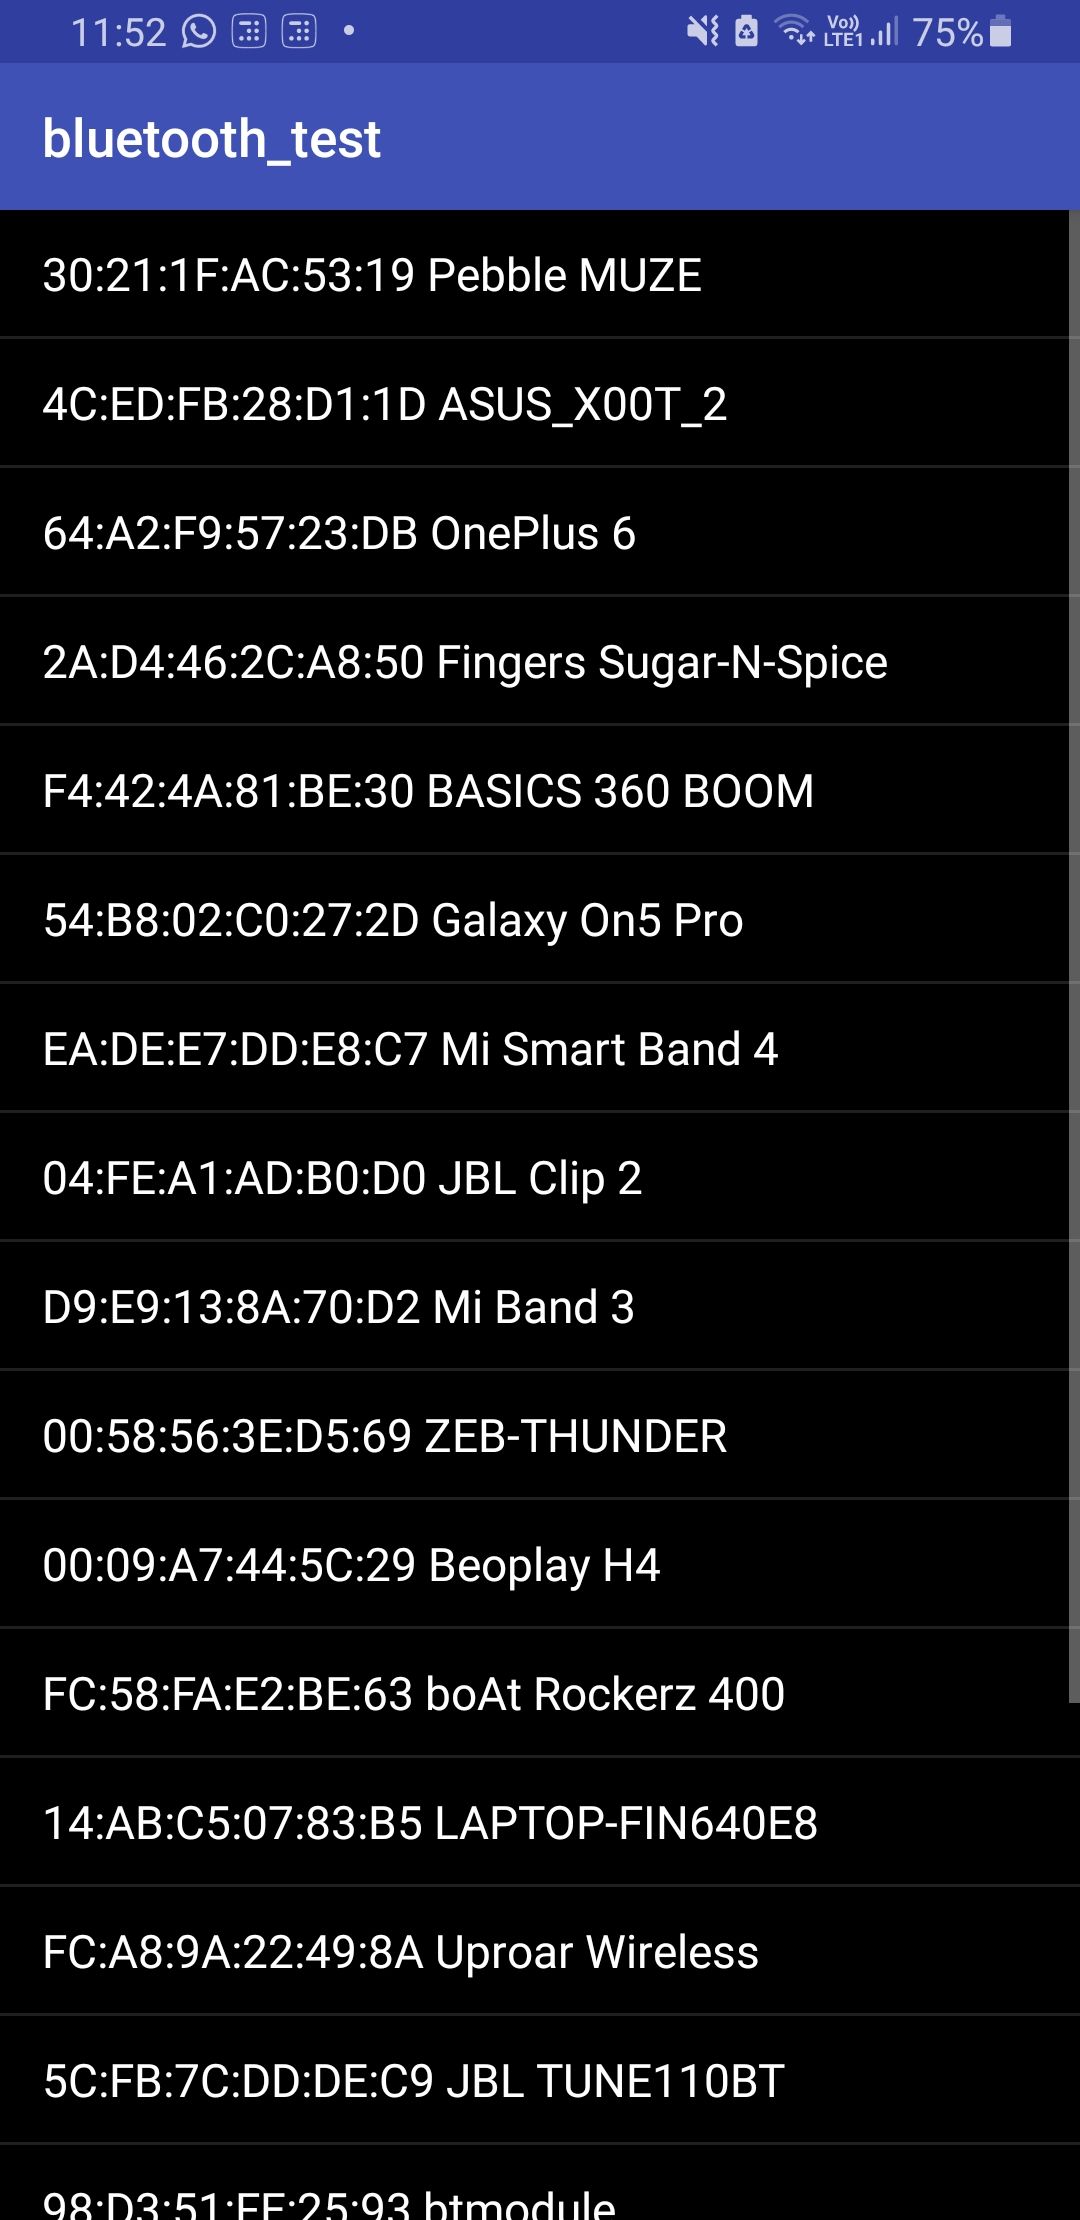 11:52
Vo))
LTE1
75%
bluetooth_test
30:21:1F:AC:53:19 Pebble MUZE
4C:ED:FB:28:D1:1D ASUS_X00T_2
64:A2:F9:57:23:DB OnePlus 6
2A:D4:46:2C:A8:50 Fingers Sugar-N-Spice
F4:42:4A:81:BE:30 BASICS 360 BOOM
54:B8:02:C0:27:2D Galaxy On5 Pro
EA:DE:E7:DD:E8:C7 Mi Smart Band 4
04:FE:A1:AD:B0:D0 JBL Clip 2
D9:E9:13:8A:70:D2 Mi Band 3
00:58:56:3E:D5:69 ZEB-THUNDER
00:09:A7:44:5C:29 Beoplay H4
FC:58:FA:E2:BE:63 boAt Rockerz 400
14:AB:C5:07:83:B5 LAPTOP-FIN640E8
FC:A8:9A:22:49:8A Uproar Wireless
5C:FB:7C:DD:DE:C9 JBL TUNE110BT
btmodule